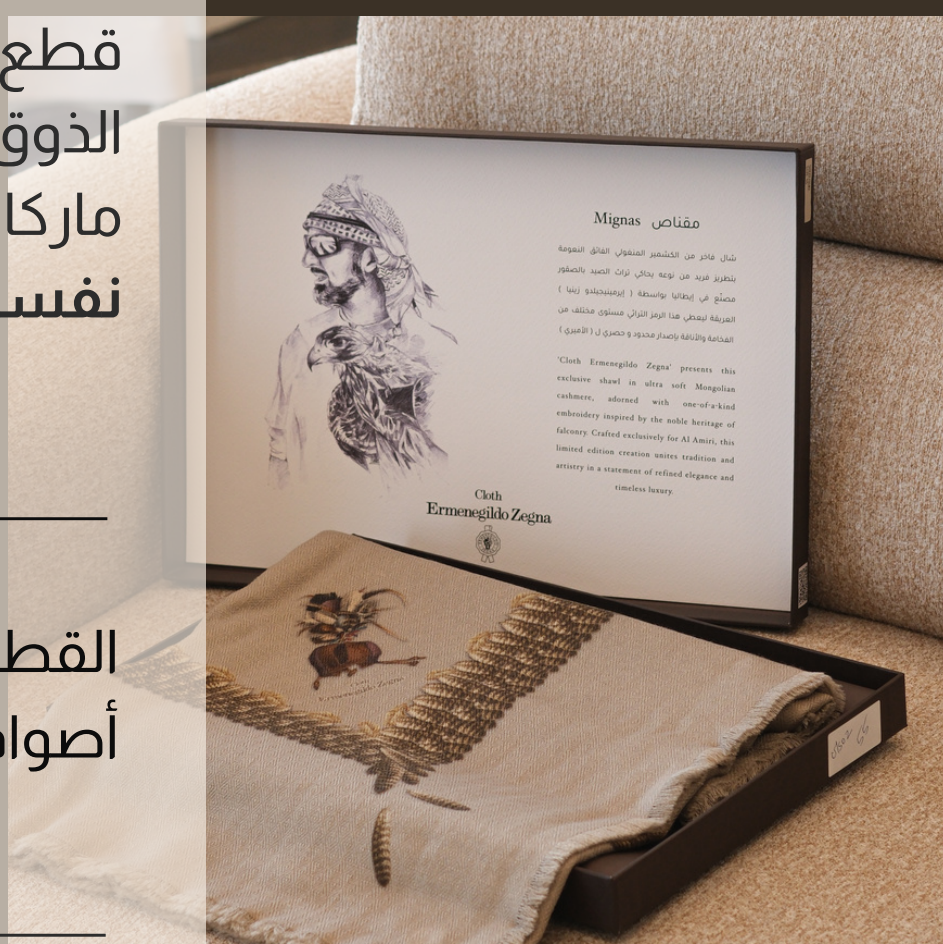 قطع
الذوق
ماركا
نفس
القط
أصواف
Mignas مقناص
شال فاخر من الكشمير المنغولي الفائق النعومة
بتطريز فريد من نوعه يحاكي تراث الصيد بالصقور
مصنّع في إيطاليا بواسطة ( إيرمينيجيلدو زينيا )
العريقة ليعطي هذا الرمز التراثي مستوى مختلف من
الفخامة والأناقة بإصدار محدود و حصري ل ( الأميري )
'Cloth Ermenegildo Zegna' presents this
exclusive shawl in ultra soft Mongolian
cashmere, adorned with one-of-a-kind
embroidery inspired by the noble heritage of
falconry. Crafted exclusively for Al Amiri, this
limited edition creation unites tradition and
artistry in a statement of refined elegance and
timeless luxury.
Cloth
Ermenegildo Zegna
Cloth
Ermenegildo Zegna